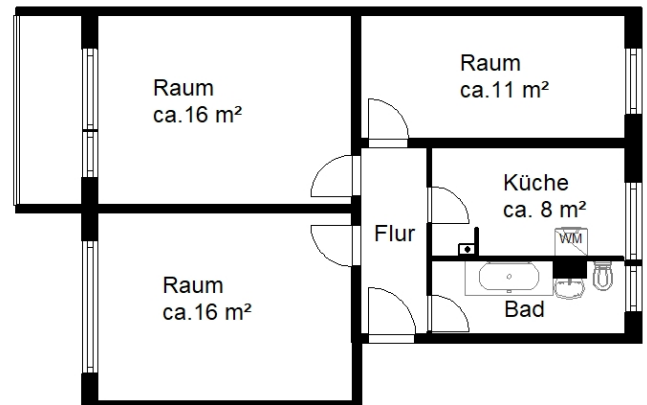 Raum
ca.16 m²
Raum
ca.11 m²
Küche
ca. 8 m²
WM
Flur
Raum
ca.16 m²
Bad